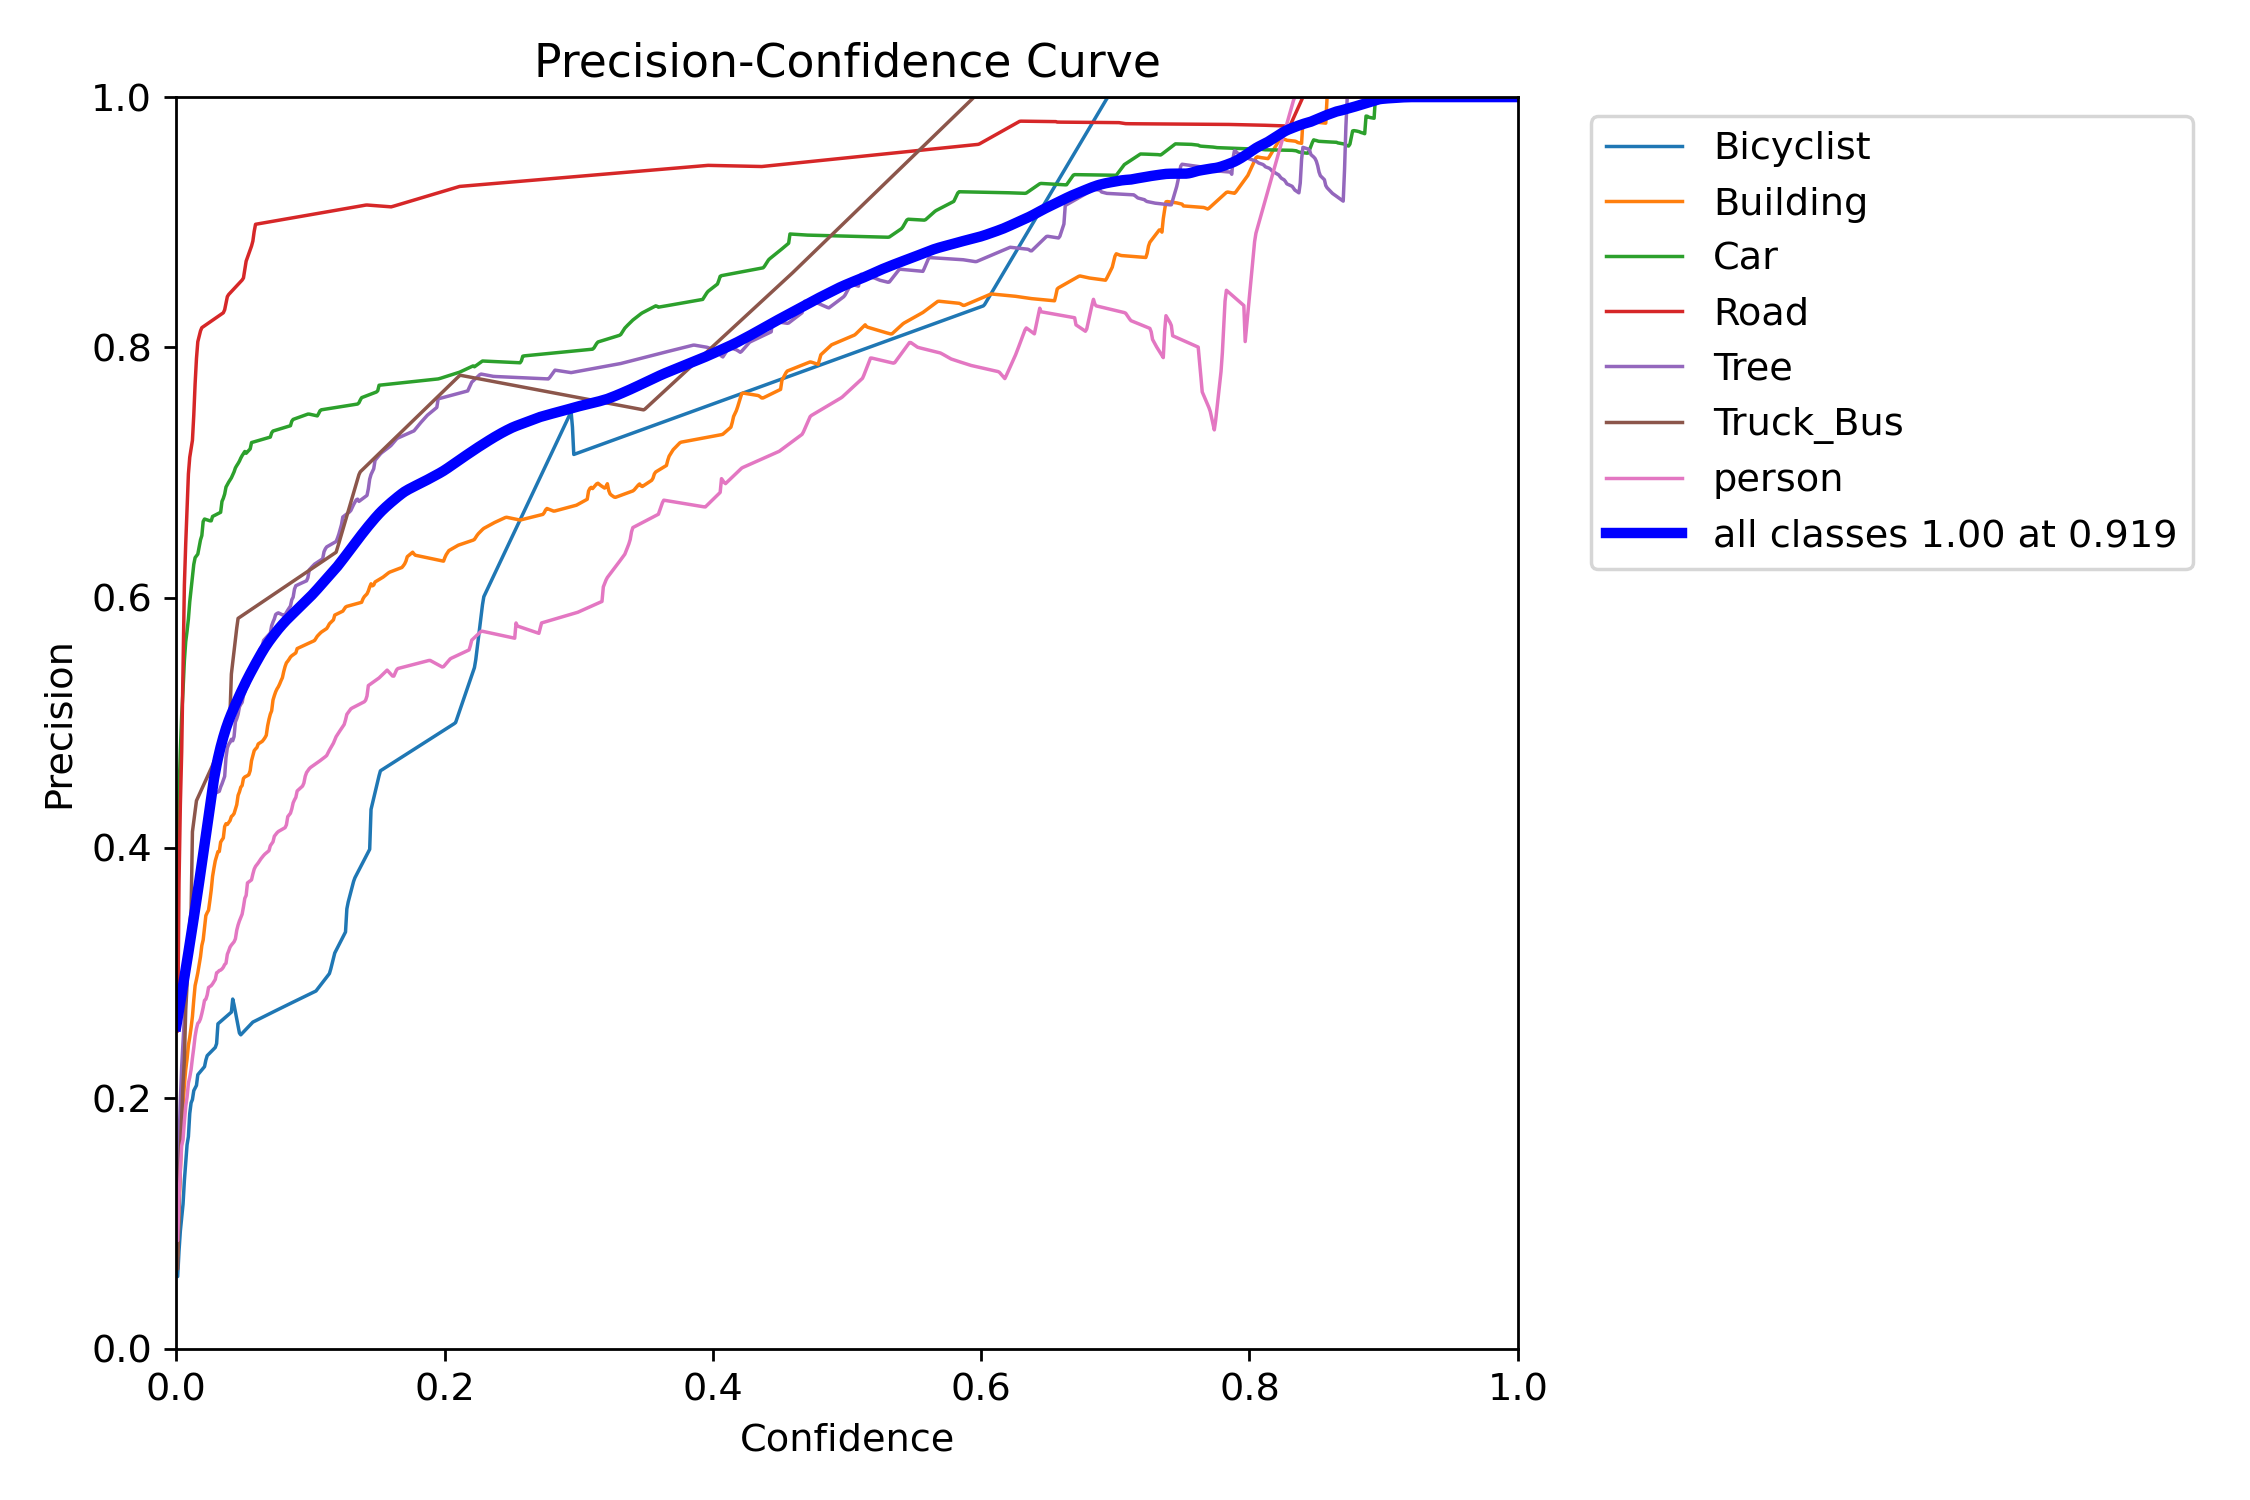 Precision-Confidence Curve
1.0
0.8
0.6
0.4
0.2
0.0
Precision
0.0 0.2 0.4 0.6 0.8 1.0
Confidence
Bicyclist
Building
Car
Road
Tree
Truck_Bus
person
all classes 1.00 at 0.919